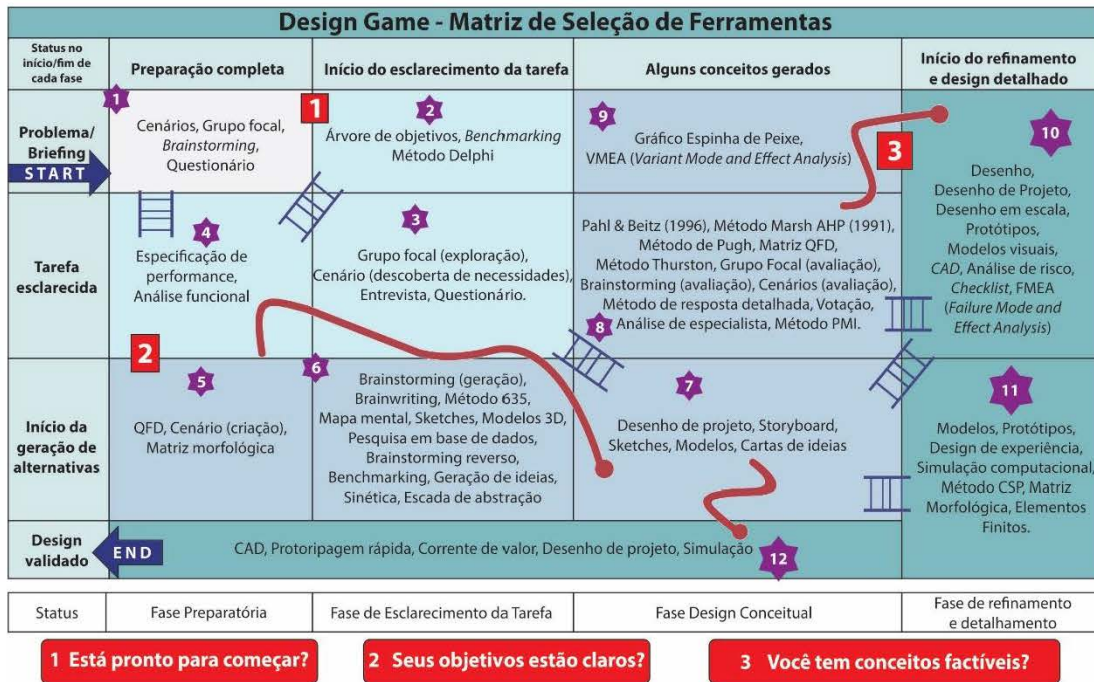 Design Game - Matriz de Seleção de Ferramentas
Status no
início/fim de
cada fase
Preparação completa
Início do esclarecimento da tarefa
Alguns conceitos gerados
Início do refinamento
e design detalhado
Problema/
Briefing
START
1
Cenários, Grupo focal,
Brainstorming,
Questionário
1
2
Árvore de objetivos, Benchmarking
Método Delphi
9
Gráfico Espinha de Peixe,
VMEA (Variant Mode and Effect Analysis)
3
10
Desenho,
Desenho de Projeto,
Desenho em escala,
Protótipos,
Modelos visuais,
CAD, Análise de risco,
Checklist, FMEA
(Failure Mode and
Effect Analysis)
Tarefa
esclarecida
4
Especificação de
performance,
Análise funcional
3
Grupo focal (exploração),
Cenário (descoberta de necessidades),
Entrevista, Questionário.
Pahl & Beitz (1996), Método Marsh AHP (1991),
Método de Pugh, Matriz QFD,
Método Thurston, Grupo Focal (avaliação),
Brainstorming (avaliação), Cenários (avaliação),
Método de resposta detalhada, Votação,
Análise de especialista, Método PMI.
8
Início da
geração de
alternativas
2
5
QFD, Cenário (criação),
Matriz morfológica
6
Brainstorming (geração),
Brainwriting, Método 635,
Mapa mental, Sketches, Modelos 3D,
Pesquisa em base de dados,
Brainstorming reverso,
Benchmarking, Geração de ideias,
Sinética, Escada de abstração
7
Desenho de projeto, Storyboard,
Sketches, Modelos, Cartas de ideias
11
Modelos, Protótipos,
Design de experiência,
Simulação computacional,
Método CSP, Matriz
Morfológica, Elementos
Finitos.
Design
validado
END
CAD, Protoripagem rápida, Corrente de valor, Desenho de projeto, Simulação
12
Status
Fase Preparatória
Fase de Esclarecimento da Tarefa
Fase Design Conceitual
Fase de refinamento
e detalhamento
1 Está pronto para começar?
2 Seus objetivos estão claros?
3 Você tem conceitos factíveis?